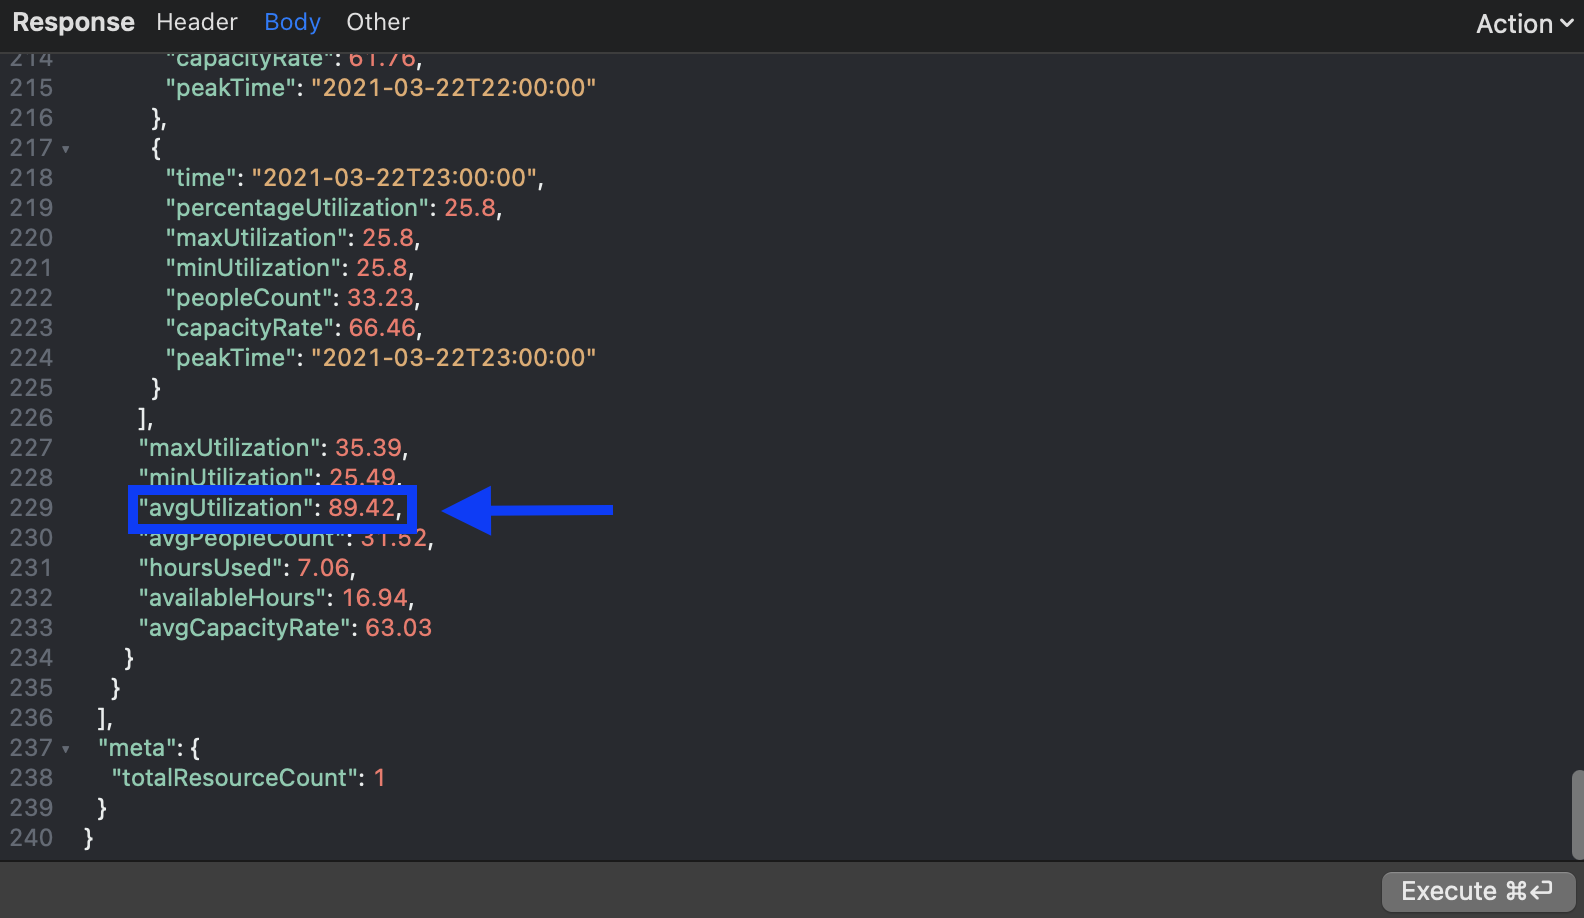 Response Header Body Other Action
214 "capacityRate": 61.76,
215 "peakTime": "2021-03-22T22:00:00"
216 },
217 {
218 "time": "2021-03-22T23:00:00",
219 "percentageUtilization": 25.8,
220 "maxUtilization": 25.8,
221 "minUtilization": 25.8,
222 "peopleCount": 33.23,
223 "capacityRate": 66.46,
224 "peakTime": "2021-03-22T23:00:00"
225 }
226 ],
227 "maxUtilization": 35.39,
228 "minUtilization": 25.49,
229 "avgUtilization": 89.42,
230 "avgPeopleCount": 31.52,
231 "hoursUsed": 7.06,
232 "availableHours": 16.94,
233 "avgCapacityRate": 63.03
234 }
235 }
236 ],
237 "meta": {
238 "totalResourceCount": 1
239 }
240 }
Execute ⌘↩